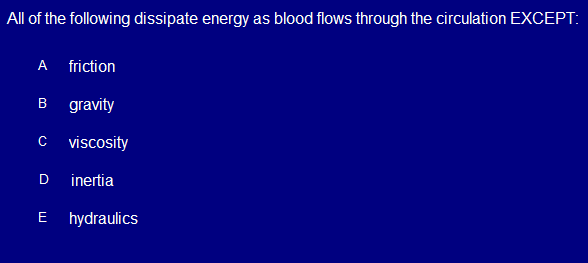 All of the following dissipate energy as blood flows through the circulation EXCEPT:
A friction
B gravity
C viscosity
D inertia
E hydraulics